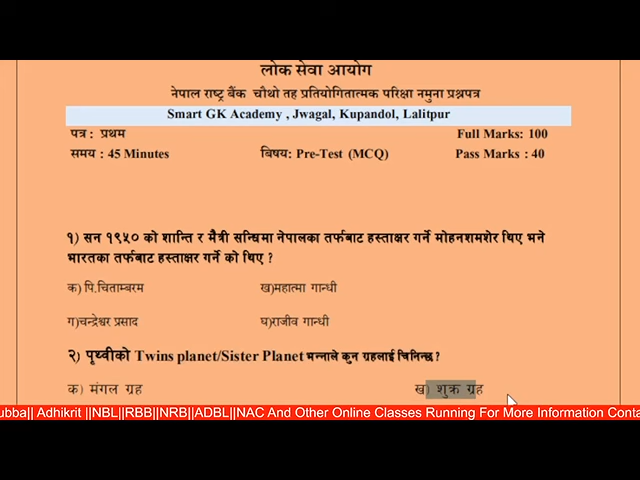 लोक सेवा आयोग
नेपाल राष्ट्र बैंक चौथो तह प्रतियोगितात्मक परिक्षा नमुना प्रश्नपत्र
Smart GK Academy , Jwagal, Kupandol, Lalitpur
पत्र : प्रथम Full Marks: 100
समय : 45 Minutes बिषय: Pre-Test (MCQ) Pass Marks : 40
१) सन १९५० को शान्ति र मैत्री सन्धिमा नेपालका तर्फबाट हस्ताक्षर गर्ने मोहनशमशेर थिए भने
भारतका तर्फबाट हस्ताक्षर गर्ने को थिए ?
क) पि.चिताम्बरम ख)महात्मा गान्धी
ग)चन्द्रेश्वर प्रसाद घ)राजीव गान्धी
२) पृथ्वीको Twins planet/Sister Planet भन्नाले कुन ग्रहलाई चिनिन्छ ?
क) मंगल ग्रह ख) शुक्र ग्रह
ubba|| Adhikrit ||NBL||RBB||NRB||ADBL||NAC And Other Online Classes Running For More Information Conta